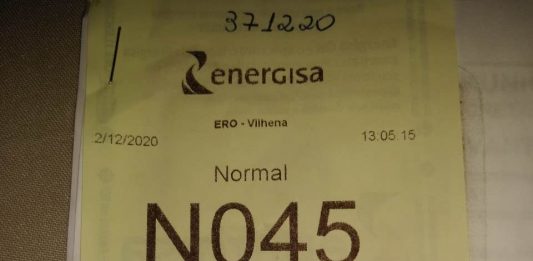 371220
energisa
ERO - Vilhena
2/12/2020 13:05:15
Normal
N045